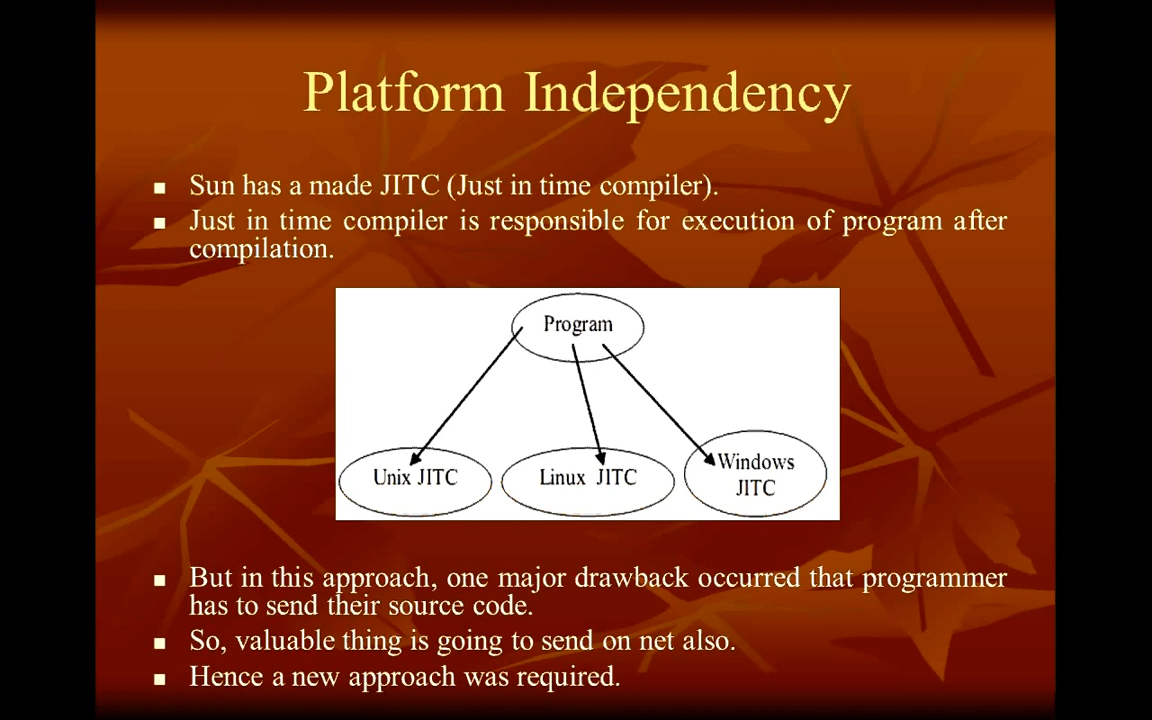 Platform Independency
Sun has a made JITC (Just in time compiler).
Just in time compiler is responsible for execution of program after
compilation.
Program
Unix JITC
Linux JITC
Windows
JITC
But in this approach, one major drawback occurred that programmer
has to send their source code.
So, valuable thing is going to send on net also.
Hence a new approach was required.